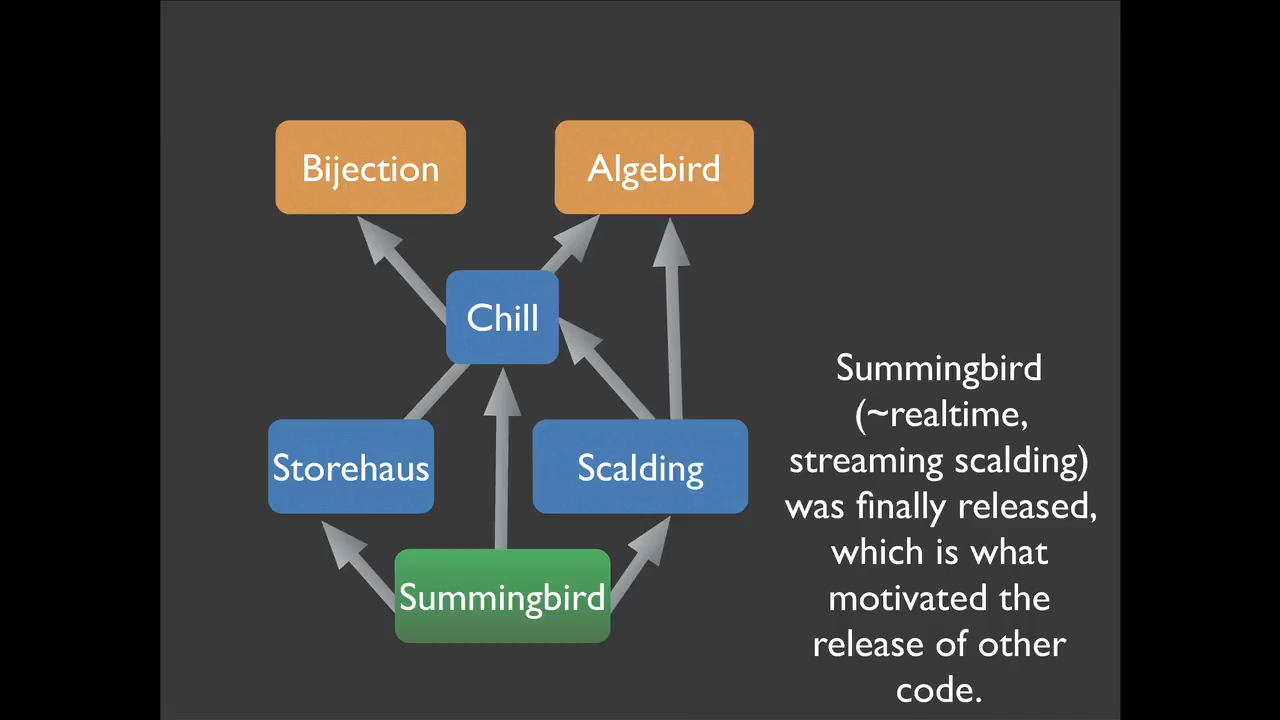 Bijection
Algebird
Chill
Storehaus
Scalding
Summingbird
Summingbird
(~realtime,
streaming scalding)
was finally released,
which is what
motivated the
release of other
code.